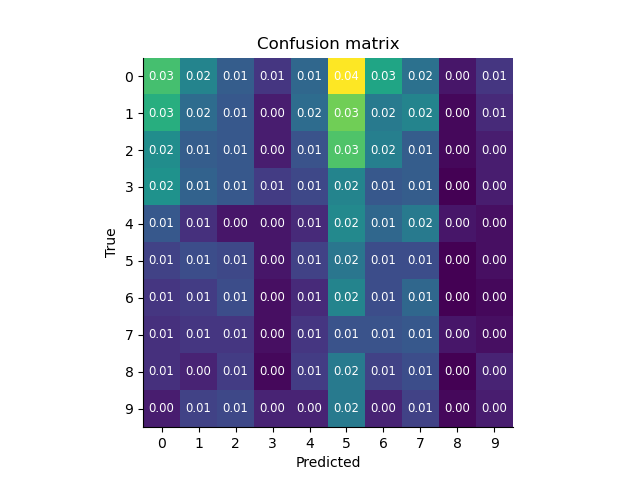 Confusion matrix
0 0.03 0.02 0.01 0.01 0.01 0.04 0.03 0.02 0.00 0.01
1 0.03 0.02 0.01 0.00 0.02 0.03 0.02 0.02 0.00 0.01
2 0.02 0.01 0.01 0.00 0.01 0.03 0.02 0.01 0.00 0.00
3 0.02 0.01 0.01 0.01 0.01 0.02 0.01 0.01 0.00 0.00
4 0.01 0.01 0.00 0.00 0.01 0.02 0.01 0.02 0.00 0.00
True
5 0.01 0.01 0.01 0.00 0.01 0.02 0.01 0.01 0.00 0.00
6 0.01 0.01 0.01 0.00 0.01 0.02 0.01 0.01 0.00 0.00
7 0.01 0.01 0.01 0.00 0.01 0.01 0.01 0.01 0.00 0.00
8 0.01 0.00 0.01 0.00 0.01 0.02 0.01 0.01 0.00 0.00
9 0.00 0.01 0.01 0.00 0.00 0.02 0.00 0.01 0.00 0.00
0 1 2 3 4 5 6 7 8 9
Predicted